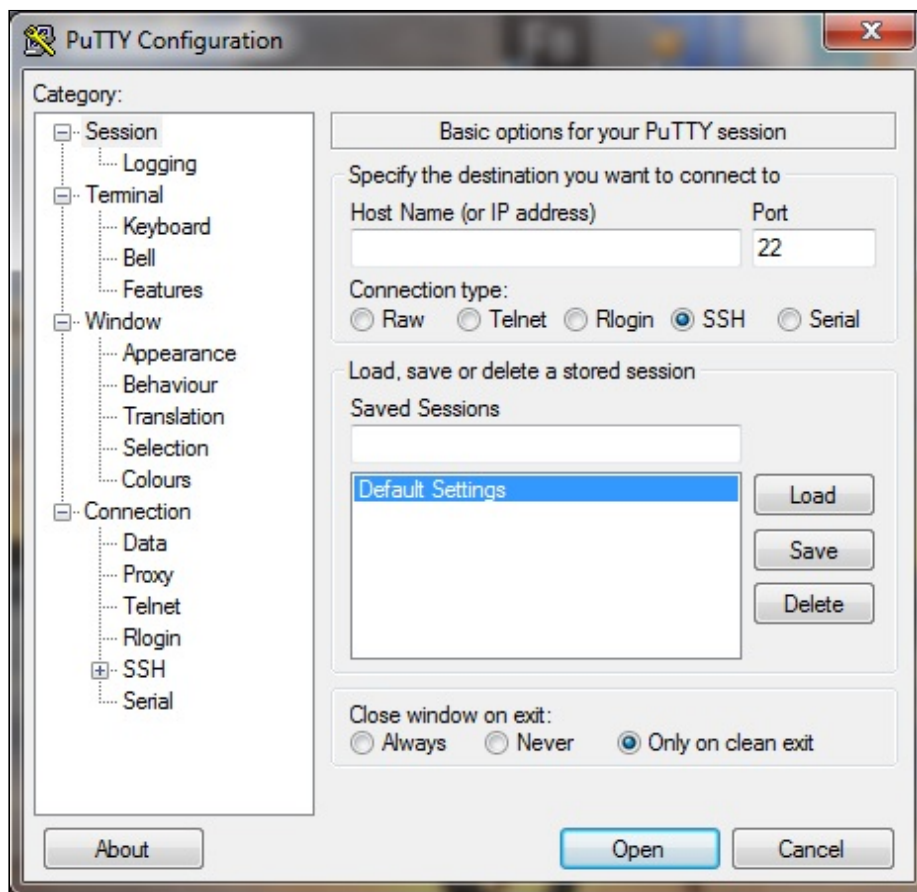 PuTTY Configuration
Category:
Session
Logging
Terminal
Keyboard
Bell
Features
Window
Appearance
Behaviour
Translation
Selection
Colours
Connection
Data
Proxy
Telnet
Rlogin
SSH
Serial
Basic options for your PuTTY session
Specify the destination you want to connect to
Host Name (or IP address) Port
22
Connection type:
Raw Telnet Rlogin SSH Serial
Load, save or delete a stored session
Saved Sessions
Default Settings
Load
Save
Delete
Close window on exit:
Always Never Only on clean exit
About Open Cancel